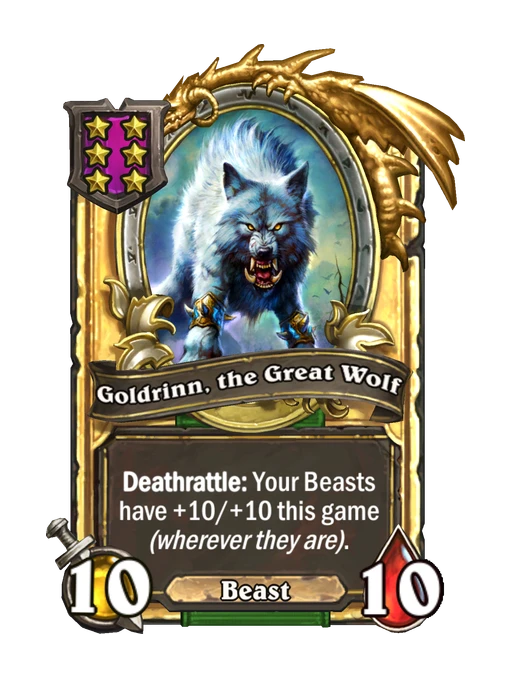 Goldrinn, the Great Wolf
Deathrattle: Your Beasts
have +10/+10 this game
(wherever they are).
10
Beast
10